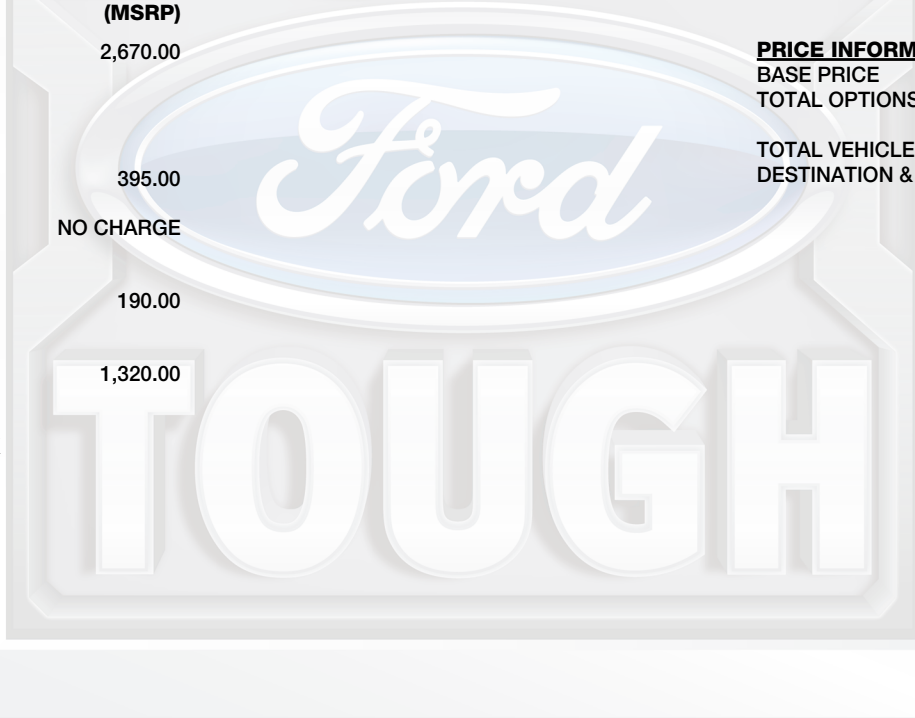 (MSRP)
2,670.00
395.00
NO CHARGE
190.00
1,320.00
PRICE INFORM
BASE PRICE
TOTAL OPTIONS
TOTAL VEHICLE
DESTINATION &
Ford
TOUGH